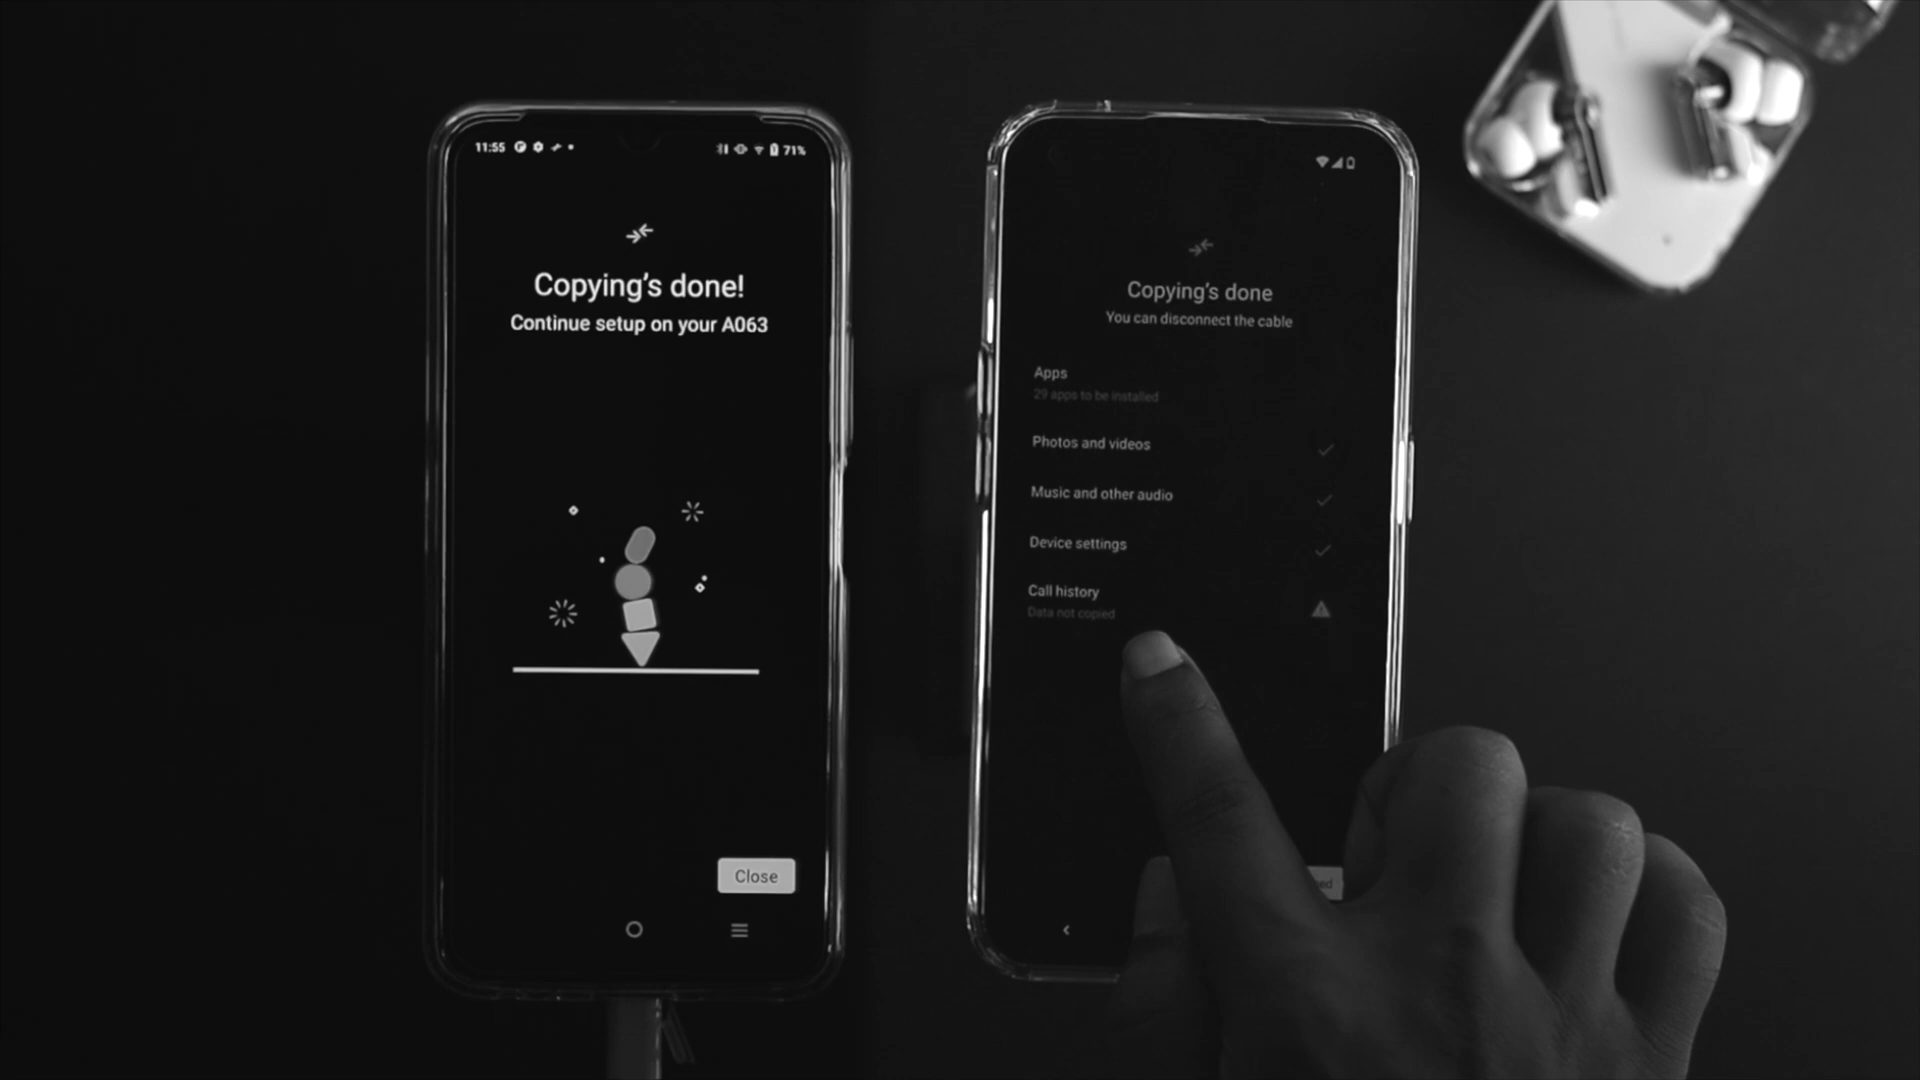 11:55
71%
Copying's done!
Continue setup on your A063
Close
Copying's done
You can disconnect the cable
Apps
29 apps to be installed
Photos and videos
Music and other audio
Device settings
Call history
Data not copied